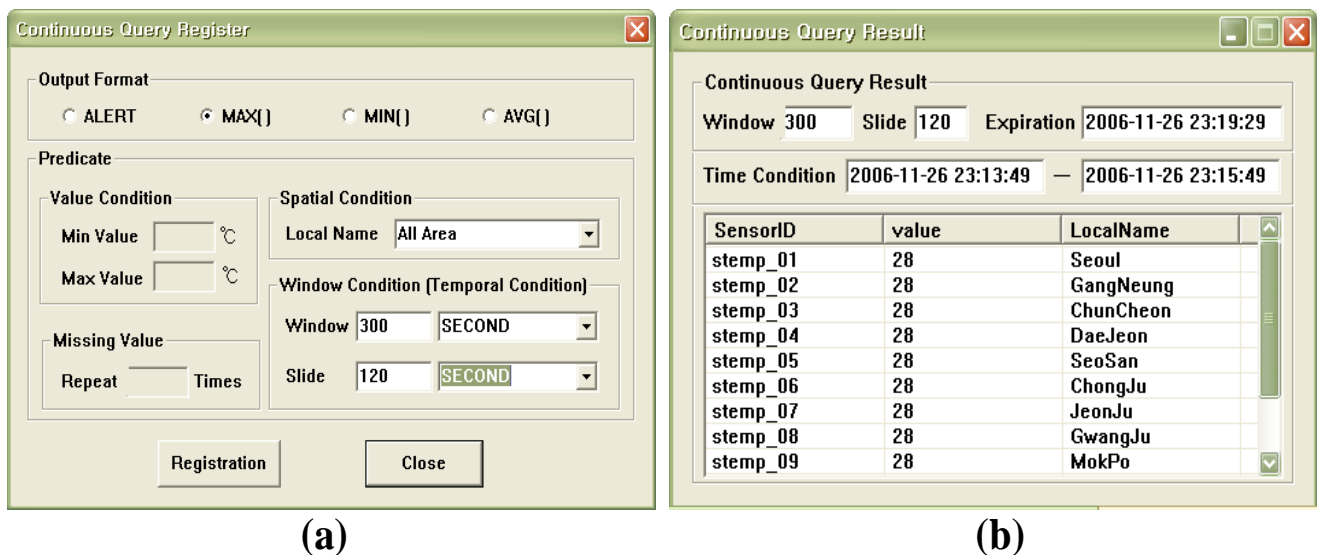 Continuous Query Register
Output Format
ALERT MAX() MIN() AVG()
Predicate
Value Condition
Min Value ℃
Max Value ℃
Missing Value
Repeat Times
Spatial Condition
Local Name All Area
Window Condition (Temporal Condition)
Window 300 SECOND
Slide 120 SECOND
Registration Close
(a)
Continuous Query Result
Continuous Query Result
Window 300 Slide 120 Expiration 2006-11-26 23:19:29
Time Condition 2006-11-26 23:13:49 — 2006-11-26 23:15:49
SensorID value LocalName
stemp_01 28 Seoul
stemp_02 28 GangNeung
stemp_03 28 ChunCheon
stemp_04 28 DaeJeon
stemp_05 28 SeoSan
stemp_06 28 ChongJu
stemp_07 28 JeonJu
stemp_08 28 GwangJu
stemp_09 28 MokPo
(b)